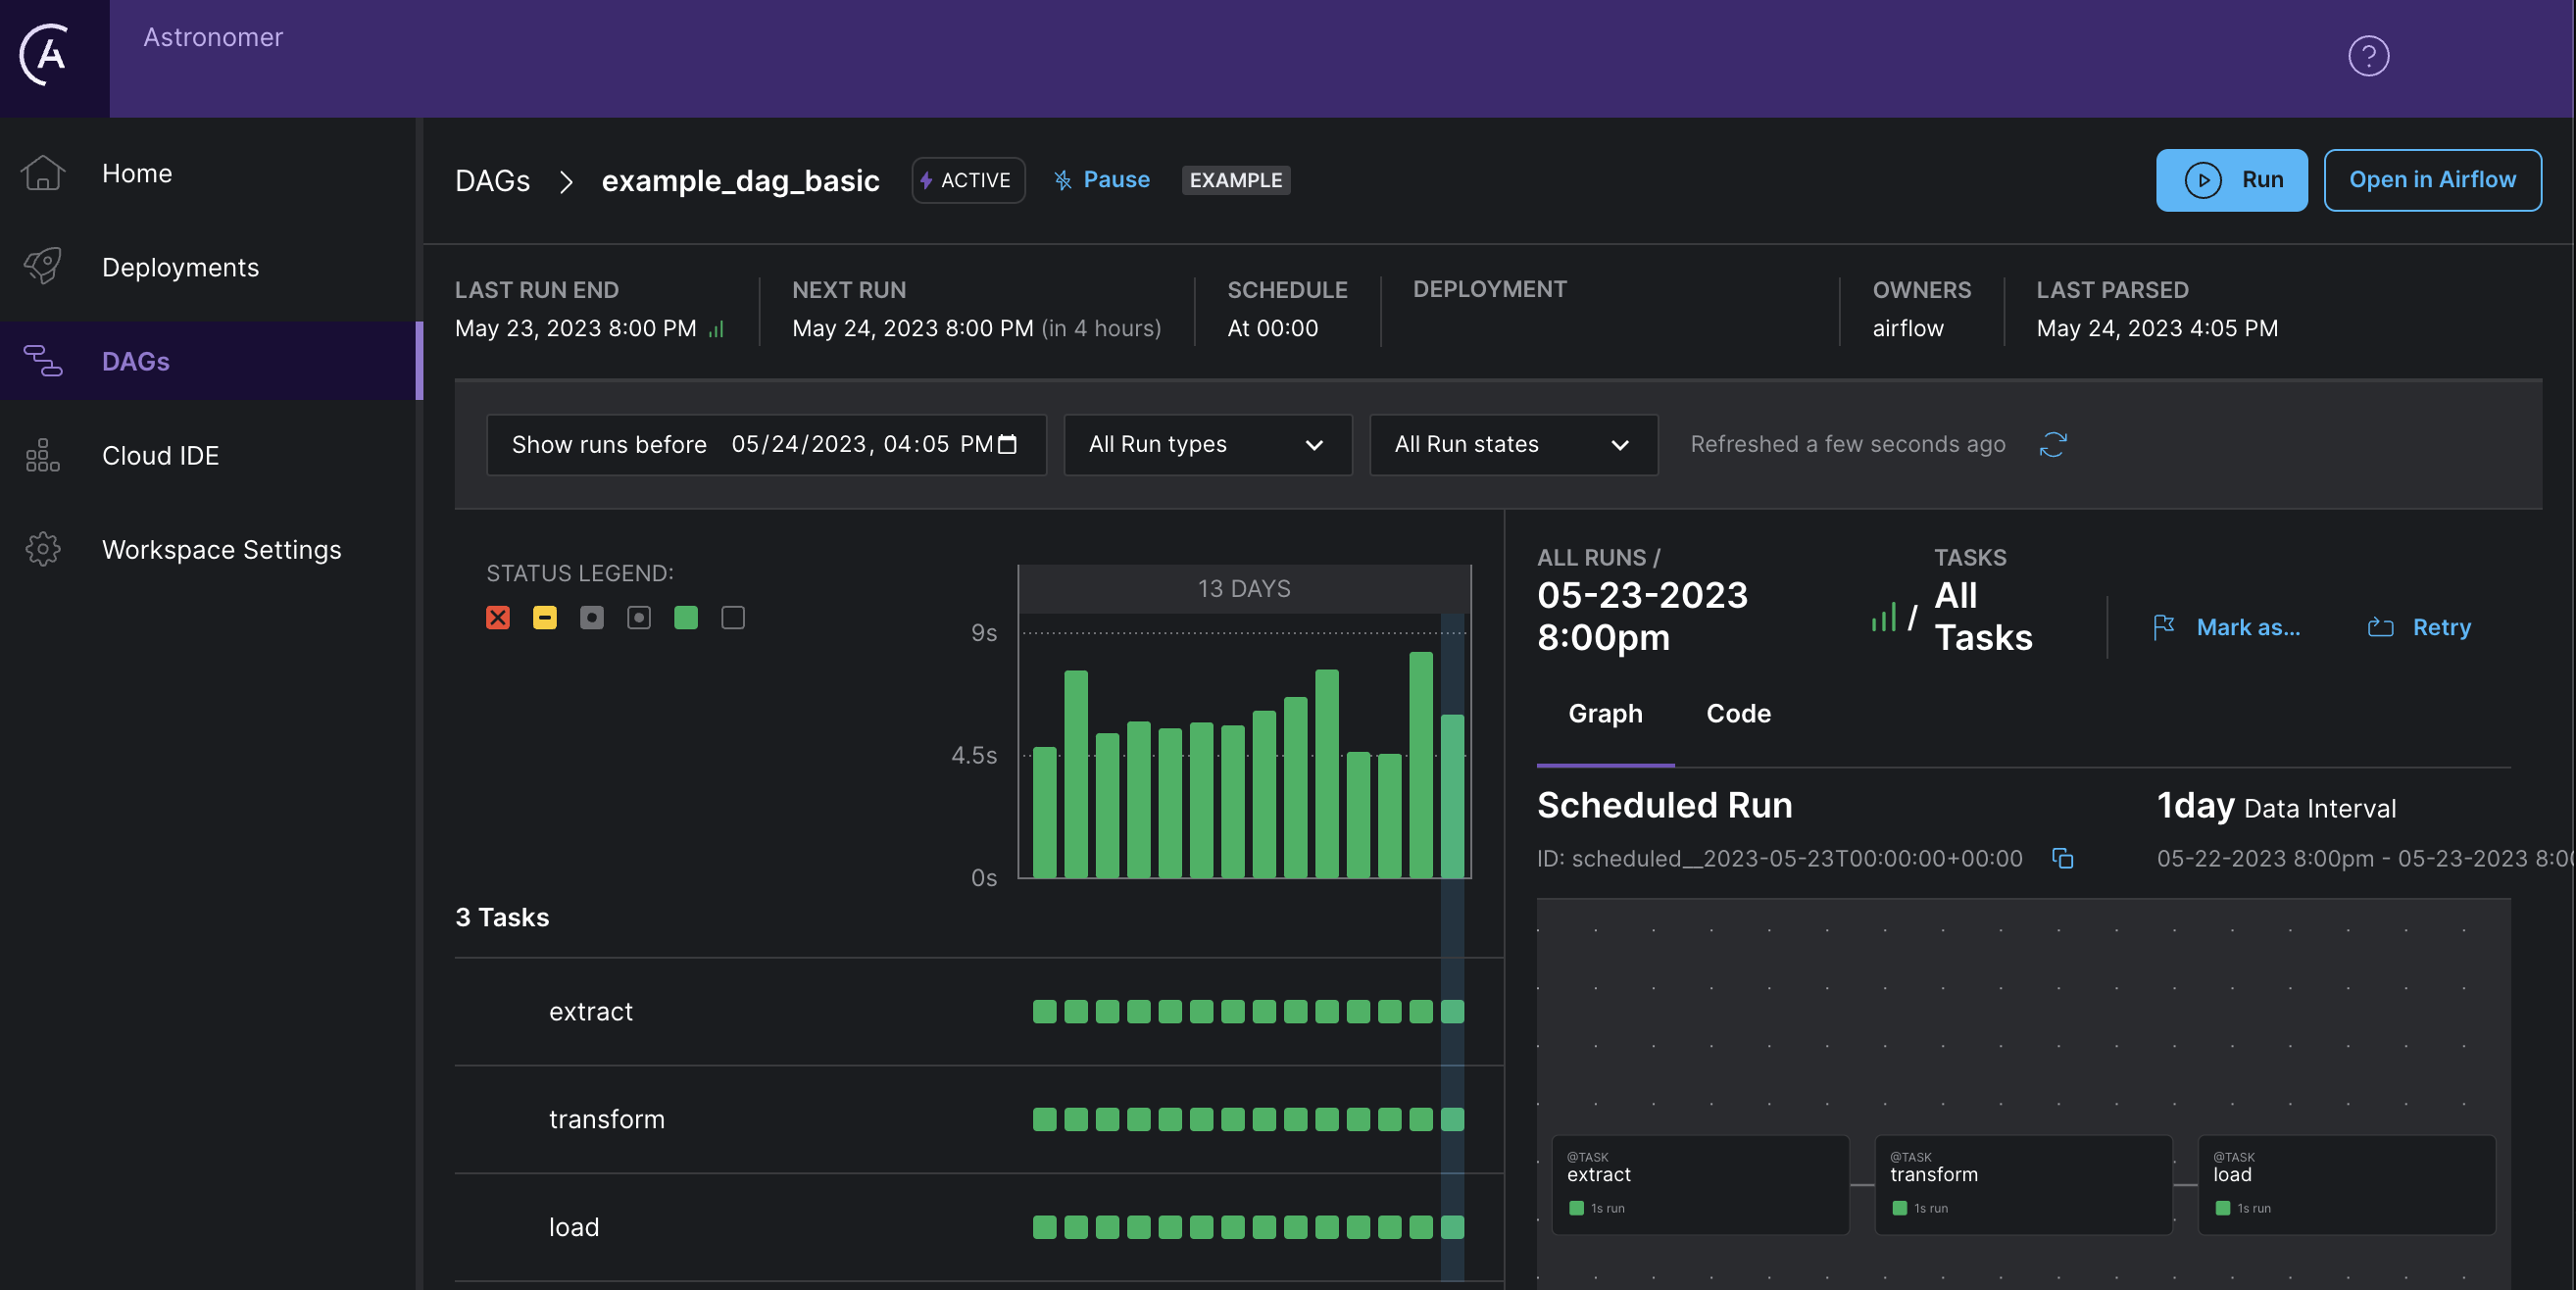 Astronomer
Home
Deployments
DAGs
Cloud IDE
Workspace Settings
DAGs > example_dag_basic ACTIVE Pause EXAMPLE
Run
Open in Airflow
LAST RUN END
May 23, 2023 8:00 PM
NEXT RUN
May 24, 2023 8:00 PM (in 4 hours)
SCHEDULE
At 00:00
DEPLOYMENT
OWNERS
airflow
LAST PARSED
May 24, 2023 4:05 PM
Show runs before 05/24/2023, 04:05 PM
All Run types
All Run states
Refreshed a few seconds ago
STATUS LEGEND:
13 DAYS
9s
4.5s
0s
3 Tasks
extract
transform
load
ALL RUNS /
05-23-2023
8:00pm
/
TASKS
All
Tasks
Mark as...
Retry
Graph
Code
Scheduled Run
ID: scheduled__2023-05-23T00:00:00+00:00
1day Data Interval
05-22-2023 8:00pm - 05-23-2023 8:00
@TASK
extract
1s run
@TASK
transform
1s run
@TASK
load
1s run